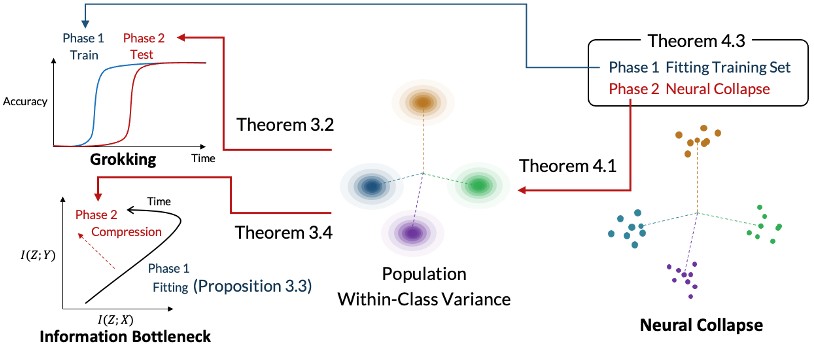 Phase 1
Train
Phase 2
Test
Accuracy
Time
Grokking
Theorem 3.2
Theorem 4.3
Phase 1 Fitting Training Set
Phase 2 Neural Collapse
Theorem 4.1
Theorem 3.4
Time
Phase 2
Compression
I(Z;Y)
Phase 1
Fitting (Proposition 3.3)
I(Z;X)
Information Bottleneck
Population
Within-Class Variance
Neural Collapse